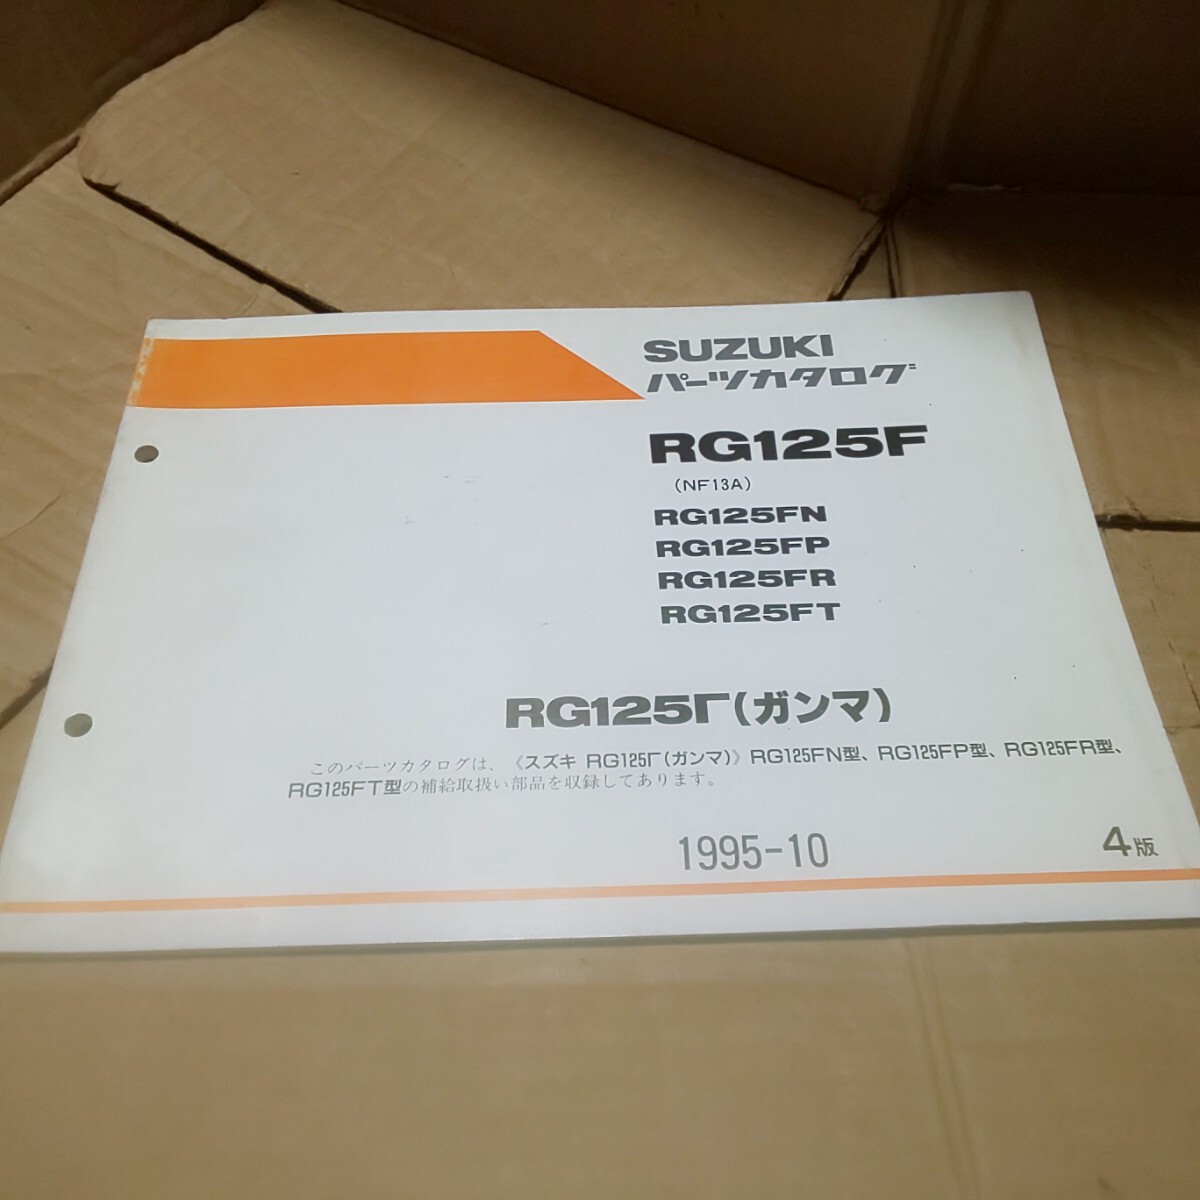 SUZUKI
パーツカタログ
RG125F
(NF13A)
RG125FN
RG125FP
RG125FR
RG125FT
RG125Γ(ガンマ)
このパーツカタログは、《スズキ RG125Γ(ガンマ)》RG125FN型、RG125FP型、RG125FR型、
RG125FT型の補給取扱い部品を収録してあります。
1995-10
4版